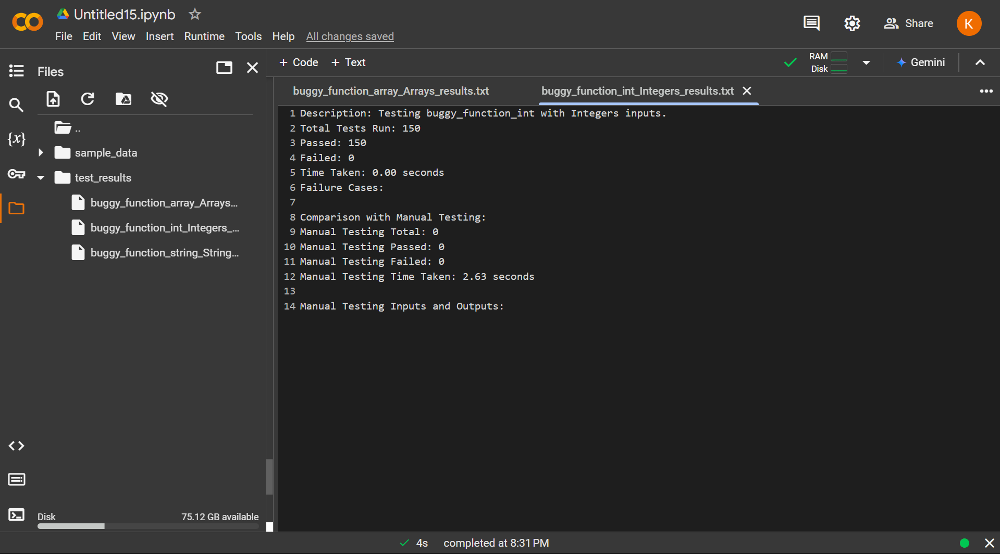 Untitled15.ipynb
File Edit View Insert Runtime Tools Help All changes saved
Share
K
Files
+ Code + Text
RAM
Disk
Gemini
..
sample_data
test_results
buggy_function_array_Arrays...
buggy_function_int_Integers_...
buggy_function_string_String...
Disk 75.12 GB available
buggy_function_array_Arrays_results.txt buggy_function_int_Integers_results.txt
1 Description: Testing buggy_function_int with Integers inputs.
2 Total Tests Run: 150
3 Passed: 150
4 Failed: 0
5 Time Taken: 0.00 seconds
6 Failure Cases:
7
8 Comparison with Manual Testing:
9 Manual Testing Total: 0
10 Manual Testing Passed: 0
11 Manual Testing Failed: 0
12 Manual Testing Time Taken: 2.63 seconds
13
14 Manual Testing Inputs and Outputs:
4s completed at 8:31 PM